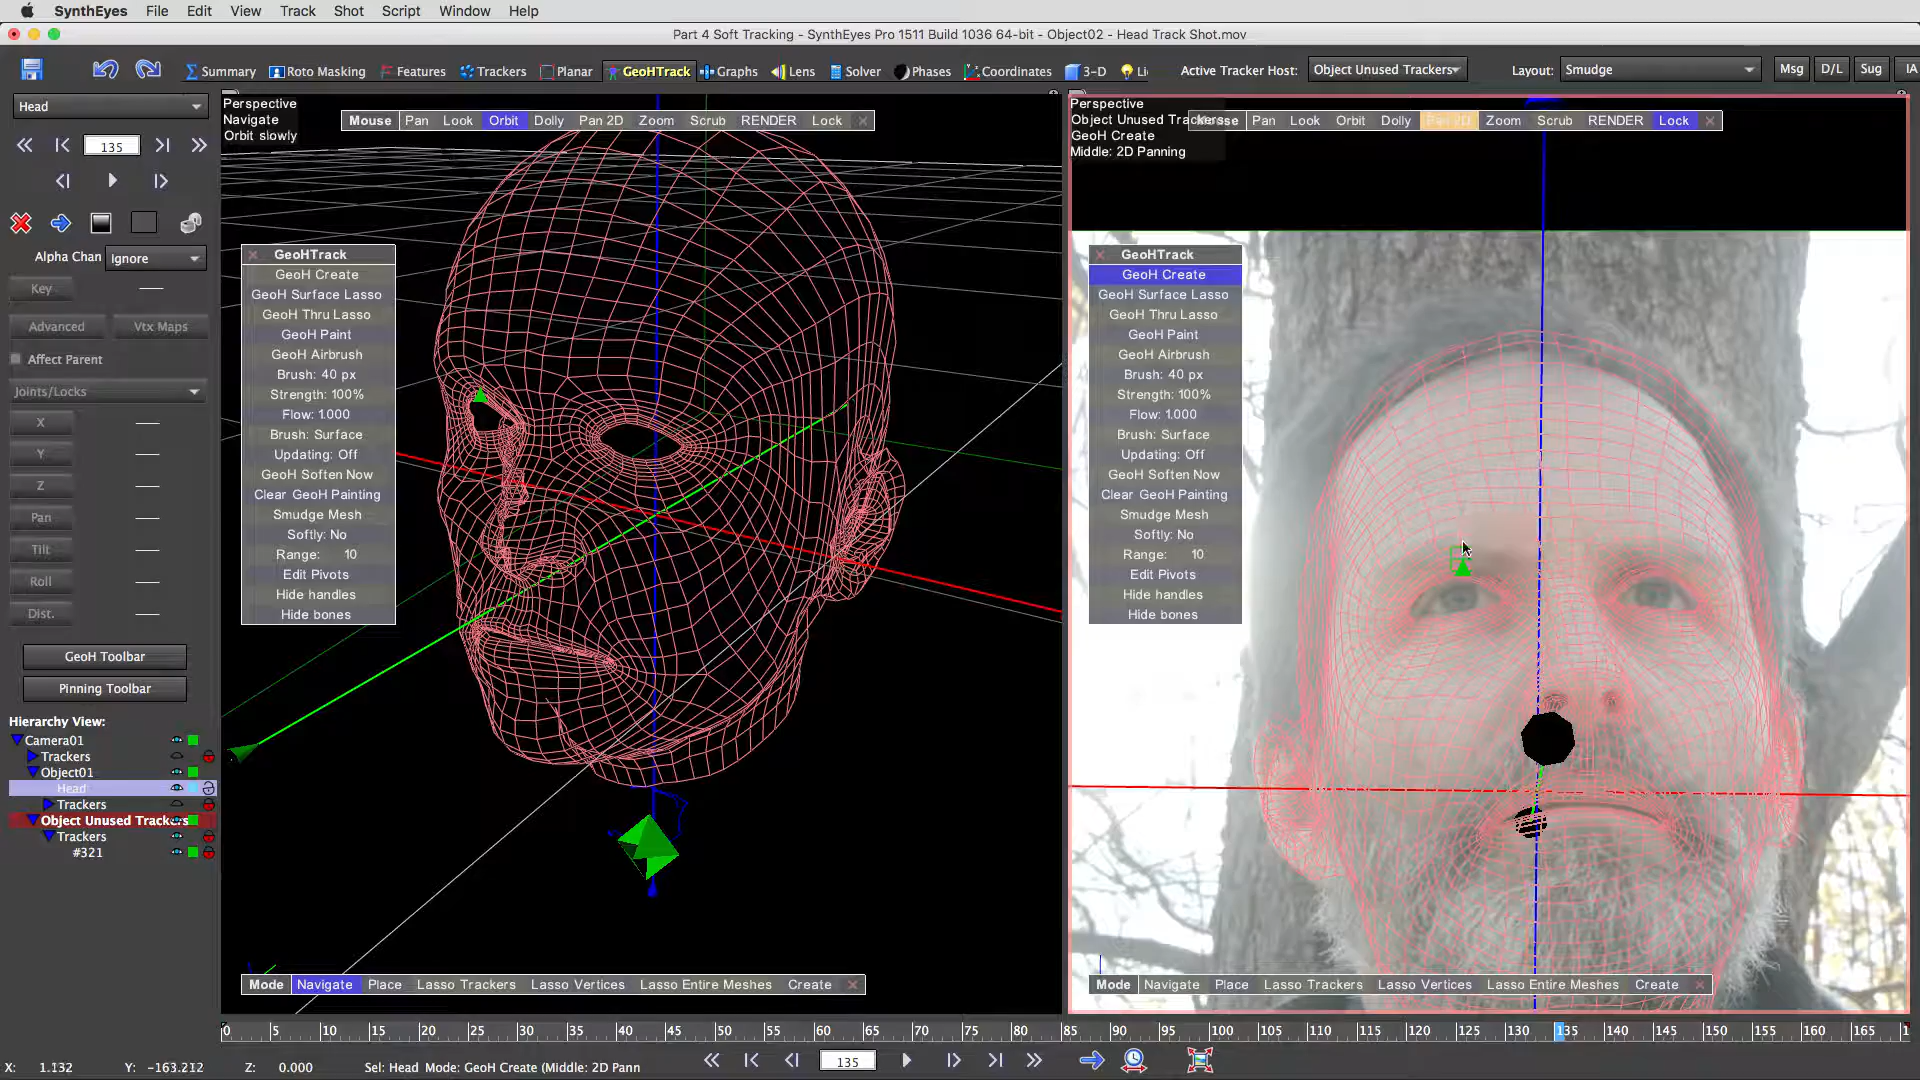 SynthEyes File Edit View Track Shot Script Window Help
Part 4 Soft Tracking - SynthEyes Pro 1511 Build 1036 64-bit - Object02 - Head Track Shot.mov
Summary Roto Masking Features Trackers Planar GeoHTrack Graphs Lens Solver Phases Coordinates 3-D Li Active Tracker Host: Object Unused Trackers Layout: Smudge Msg D/L Sug IA
Head
135
Alpha Chan Ignore
Key
Advanced Vtx Maps
Affect Parent
Joints/Locks
X
Y
Z
Pan
Tilt
Roll
Dist.
GeoH Toolbar
Pinning Toolbar
Hierarchy View:
Camera01
Trackers
Object01
Head
Trackers
Object Unused Trackers
Trackers
#321
Perspective
Navigate
Orbit slowly
Mouse Pan Look Orbit Dolly Pan 2D Zoom Scrub RENDER Lock
GeoHTrack
GeoH Create
GeoH Surface Lasso
GeoH Thru Lasso
GeoH Paint
GeoH Airbrush
Brush: 40 px
Strength: 100%
Flow: 1.000
Brush: Surface
Updating: Off
GeoH Soften Now
Clear GeoH Painting
Smudge Mesh
Softly: No
Range: 10
Edit Pivots
Hide handles
Hide bones
Mode Navigate Place Lasso Trackers Lasso Vertices Lasso Entire Meshes Create
Perspective
Object Unused Trackers
GeoH Create
Middle: 2D Panning
Mouse Pan Look Orbit Dolly Pan 2D Zoom Scrub RENDER Lock
GeoHTrack
GeoH Create
GeoH Surface Lasso
GeoH Thru Lasso
GeoH Paint
GeoH Airbrush
Brush: 40 px
Strength: 100%
Flow: 1.000
Brush: Surface
Updating: Off
GeoH Soften Now
Clear GeoH Painting
Smudge Mesh
Softly: No
Range: 10
Edit Pivots
Hide handles
Hide bones
Mode Navigate Place Lasso Trackers Lasso Vertices Lasso Entire Meshes Create
0 5 10 15 20 25 30 35 40 45 50 55 60 65 70 75 80 85 90 95 100 105 110 115 120 125 130 135 140 145 150 155 160 165
135
X: 1.132 Y: -163.212 Z: 0.000 Sel: Head Mode: GeoH Create (Middle: 2D Pann